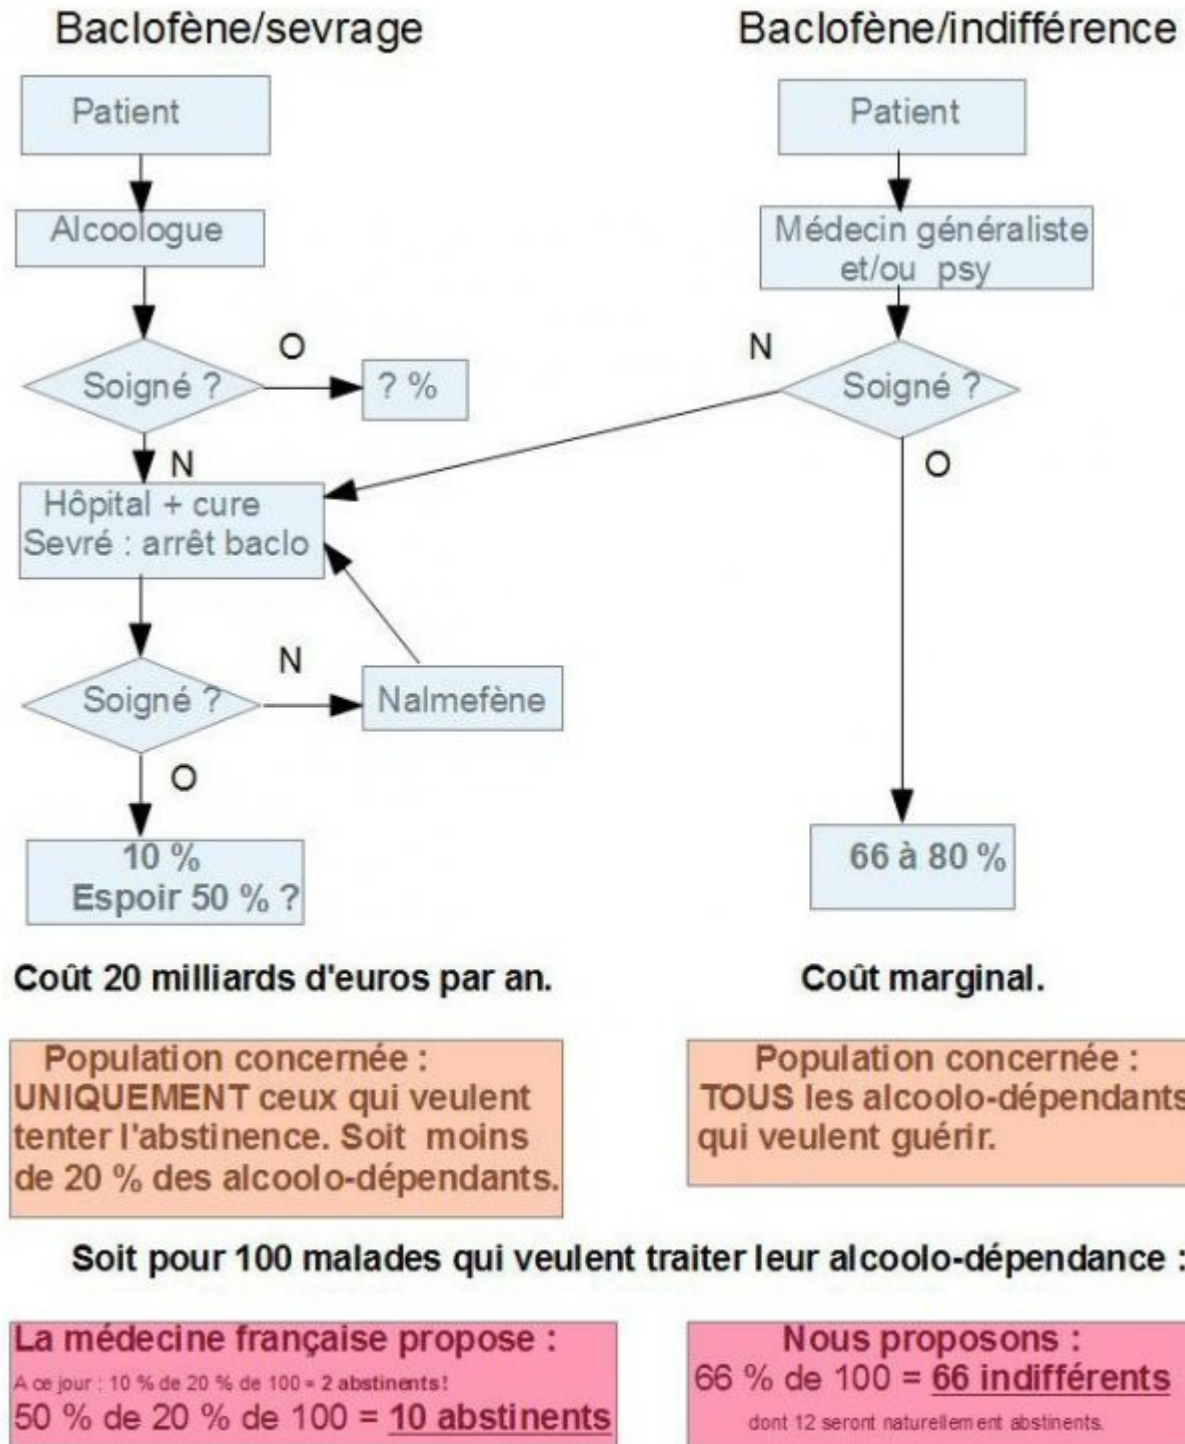 Baclofène/sevrage
Patient
Alcoologue
Soigné ?
O
? %
N
Hôpital + cure
Sevré : arrêt baclo
Soigné ?
N
Nalmefène
O
10 %
Espoir 50 % ?
Coût 20 milliards d'euros par an.
Population concernée :
UNIQUEMENT ceux qui veulent
tenter l'abstinence. Soit moins
de 20 % des alcoolo-dépendants.
Baclofène/indifférence
Patient
Médecin généraliste
et/ou psy
N
Soigné ?
O
66 à 80 %
Coût marginal.
Population concernée :
TOUS les alcoolo-dépendants
qui veulent guérir.
Soit pour 100 malades qui veulent traiter leur alcoolo-dépendance :
La médecine française propose :
A ce jour : 10 % de 20 % de 100 = 2 abstinents!
50 % de 20 % de 100 = 10 abstinents
Nous proposons :
66 % de 100 = 66 indifférents
dont 12 seront naturellement abstinents.